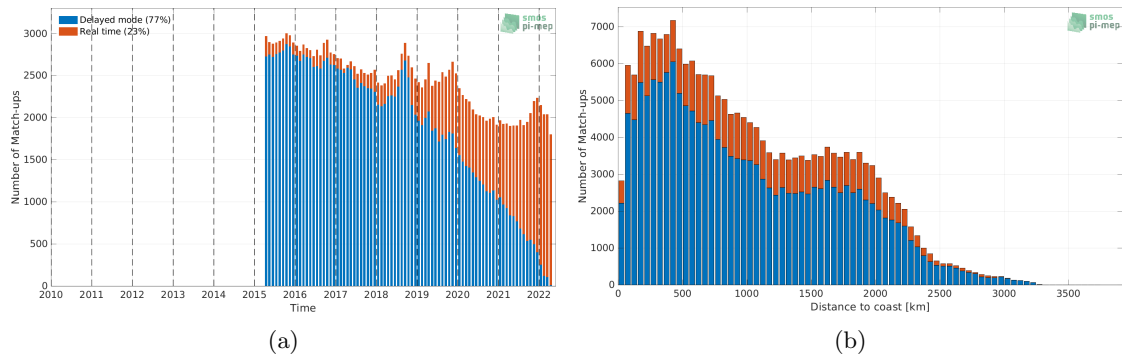 Delayed mode (77%)
Real time (23%)
smos
pi-mep
Number of Match-ups
3000
2500
2000
1500
1000
500
0
2010 2011 2012 2013 2014 2015 2016 2017 2018 2019 2020 2021 2022
Time
(a)
smos
pi-mep
Number of Match-ups
7000
6000
5000
4000
3000
2000
1000
0
0 500 1000 1500 2000 2500 3000 3500
Distance to coast [km]
(b)